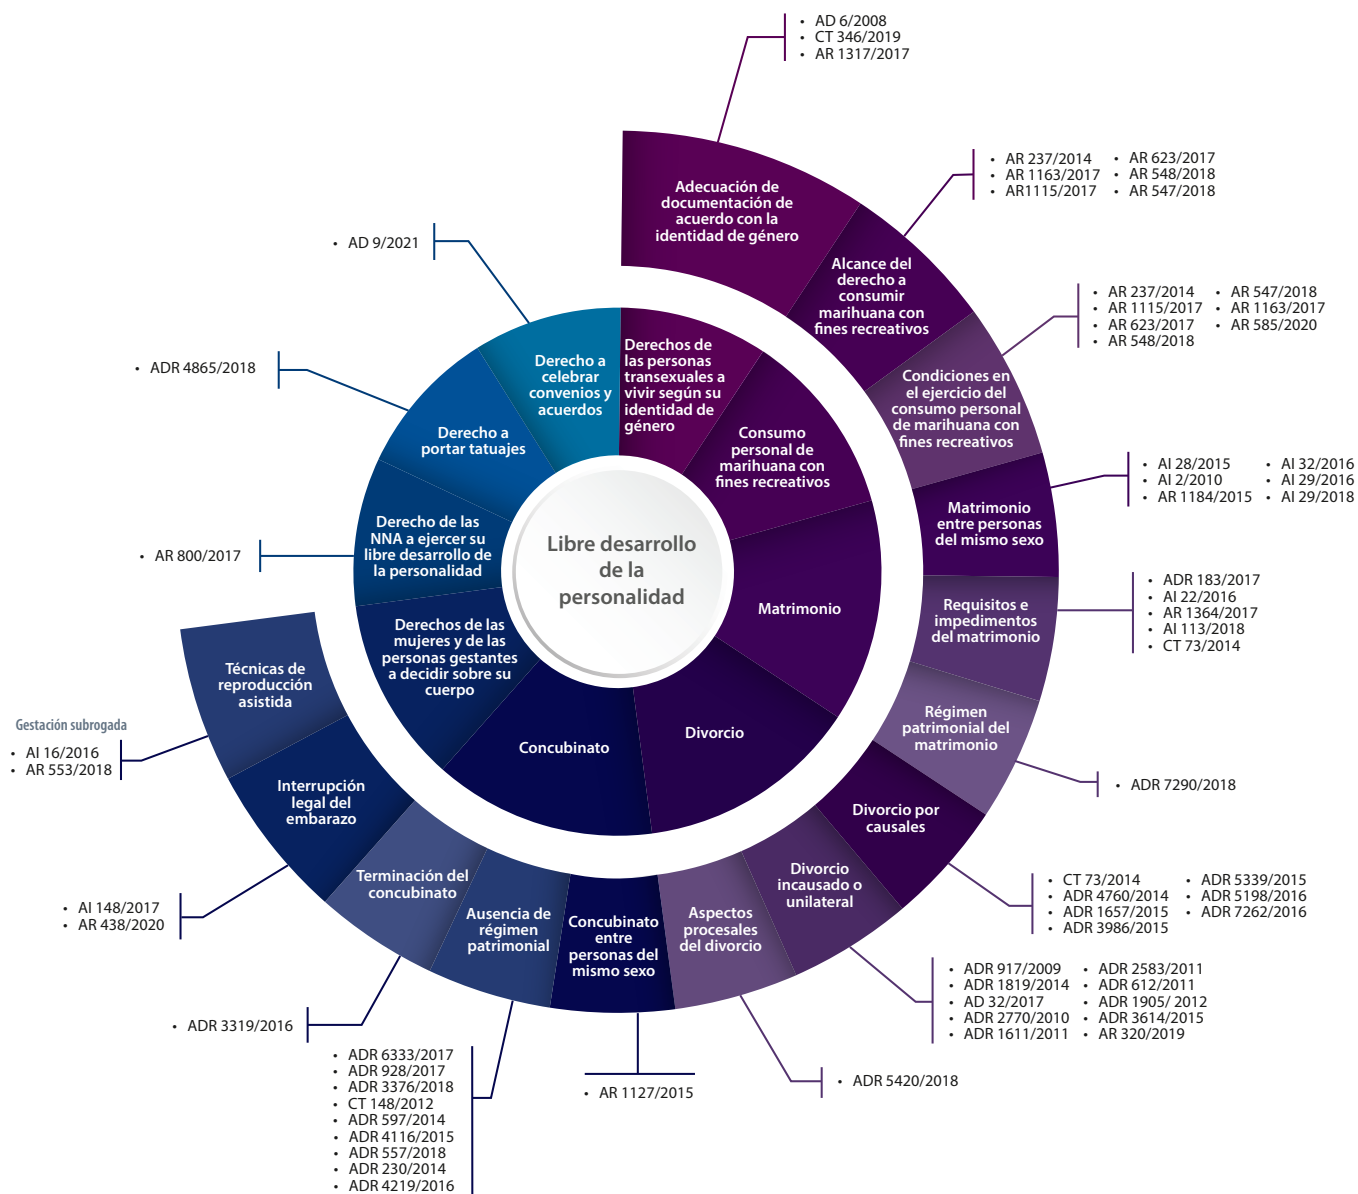 • AD 6/2008
• CT 346/2019
• AR 1317/2017
Adecuación de
documentación de
acuerdo con la
identidad de género
• AR 237/2014
• AR 1163/2017
• AR1115/2017
• AR 623/2017
• AR 548/2018
• AR 547/2018
Alcance del
derecho a
consumir
marihuana con
fines recreativos
• AR 237/2014
• AR 1115/2017
• AR 623/2017
• AR 548/2018
• AR 547/2018
• AR 1163/2017
• AR 585/2020
Condiciones en
el ejercicio del
consumo personal
de marihuana con
fines recreativos
• AI 28/2015
• AI 2/2010
• AR 1184/2015
• AI 32/2016
• AI 29/2016
• AI 29/2018
Matrimonio
entre personas
del mismo sexo
• ADR 183/2017
• AI 22/2016
• AR 1364/2017
• AI 113/2018
• CT 73/2014
Requisitos e
impedimentos
del matrimonio
Régimen
patrimonial del
matrimonio
• ADR 7290/2018
Divorcio por
causales
• CT 73/2014
• ADR 4760/2014
• ADR 1657/2015
• ADR 3986/2015
• ADR 5339/2015
• ADR 5198/2016
• ADR 7262/2016
Divorcio
incausado o
unilateral
• ADR 917/2009
• ADR 1819/2014
• AD 32/2017
• ADR 2770/2010
• ADR 1611/2011
• ADR 2583/2011
• ADR 612/2011
• ADR 1905/ 2012
• ADR 3614/2015
• AR 320/2019
Aspectos
procesales
del divorcio
• ADR 5420/2018
Concubinato
entre
personas del
mismo sexo
• AR 1127/2015
Ausencia de
régimen
patrimonial
• ADR 6333/2017
• ADR 928/2017
• ADR 3376/2018
• CT 148/2012
• ADR 597/2014
• ADR 4116/2015
• ADR 557/2018
• ADR 230/2014
• ADR 4219/2016
Terminación del
concubinato
• ADR 3319/2016
Interrupción
legal del
embarazo
• AI 148/2017
• AR 438/2020
Técnicas de
reproducción
asistida
Gestación subrogada
• AI 16/2016
• AR 553/2018
Derechos de
las personas
transexuales a
vivir según su
identidad de
género
Consumo
personal de
marihuana con
fines recreativos
Matrimonio
Divorcio
Concubinato
Derechos de las
mujeres y de las
personas gestantes
a decidir sobre su
cuerpo
Derecho de las
NNA a ejercer su
libre desarrollo de
la personalidad
• AR 800/2017
Derecho a
portar tatuajes
• ADR 4865/2018
Derecho a
celebrar
convenios y
acuerdos
• AD 9/2021
Libre desarrollo
de la
personalidad